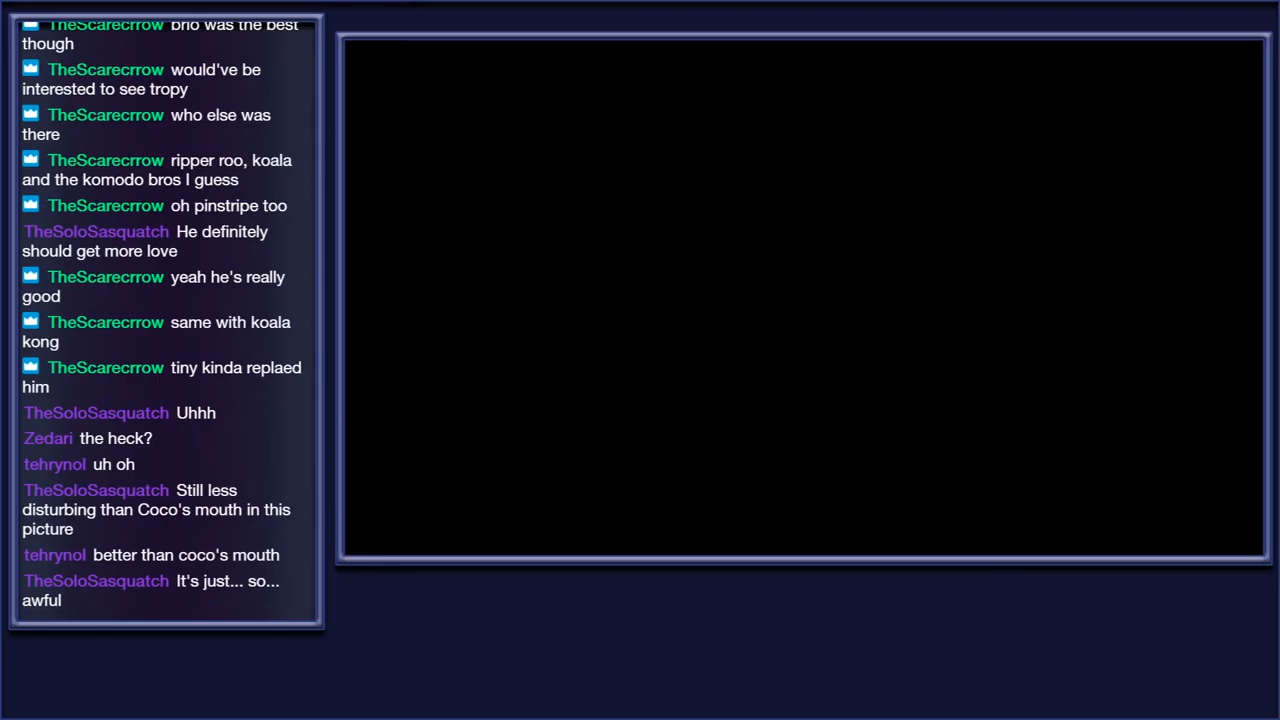 TheScarecrrow brio was the best
though
TheScarecrrow would've be
interested to see tropy
TheScarecrrow who else was
there
TheScarecrrow ripper roo, koala
and the komodo bros I guess
TheScarecrrow oh pinstripe too
TheSoloSasquatch He definitely
should get more love
TheScarecrrow yeah he's really
good
TheScarecrrow same with koala
kong
TheScarecrrow tiny kinda replaed
him
TheSoloSasquatch Uhhh
Zedari the heck?
tehrynol uh oh
TheSoloSasquatch Still less
disturbing than Coco's mouth in this
picture
tehrynol better than coco's mouth
TheSoloSasquatch It's just... so...
awful